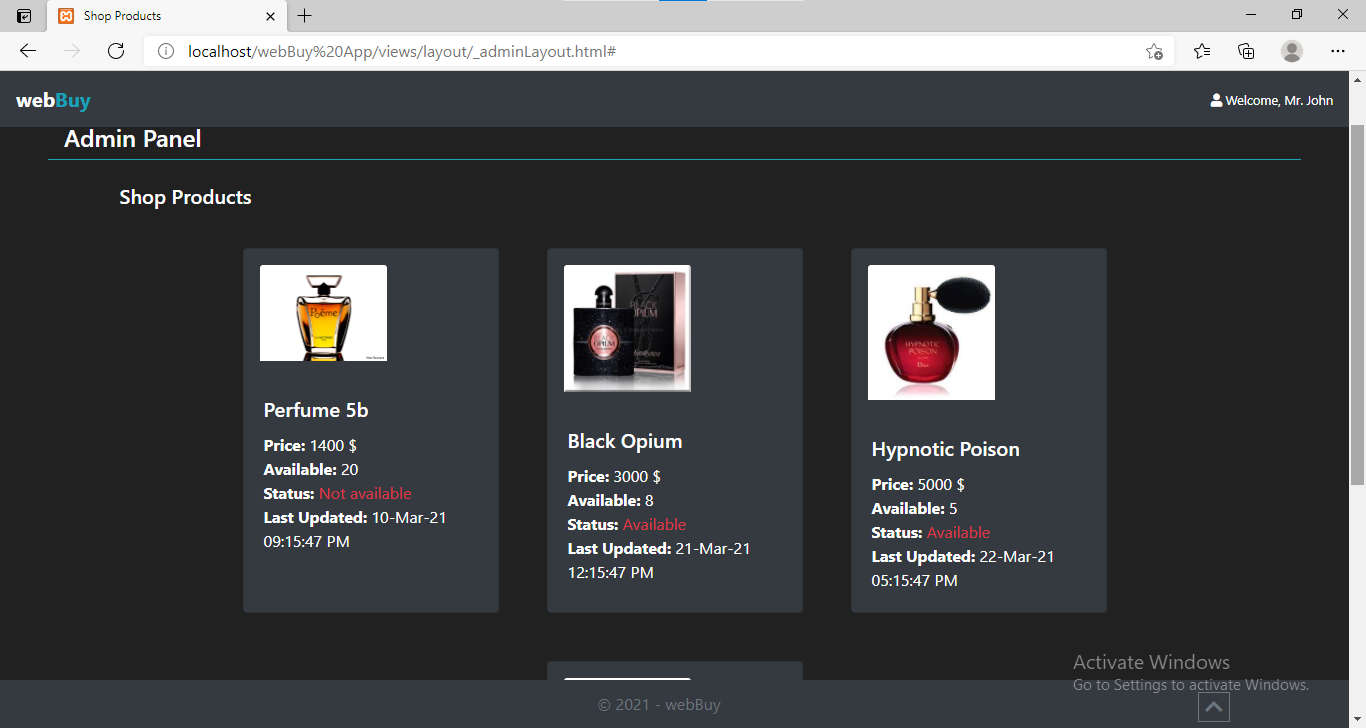 Shop Products
localhost/webBuy%20App/views/layout/_adminLayout.html#
webBuy
Welcome, Mr. John
Admin Panel
Shop Products
Poême
BLACK
OPIUM
OPIUM
HYPNOTIC
POISON
Dior
Perfume 5b
Price: 1400 $
Available: 20
Status: Not available
Last Updated: 10-Mar-21
09:15:47 PM
Black Opium
Price: 3000 $
Available: 8
Status: Available
Last Updated: 21-Mar-21
12:15:47 PM
Hypnotic Poison
Price: 5000 $
Available: 5
Status: Available
Last Updated: 22-Mar-21
05:15:47 PM
Activate Windows
Go to Settings to activate Windows.
© 2021 - webBuy